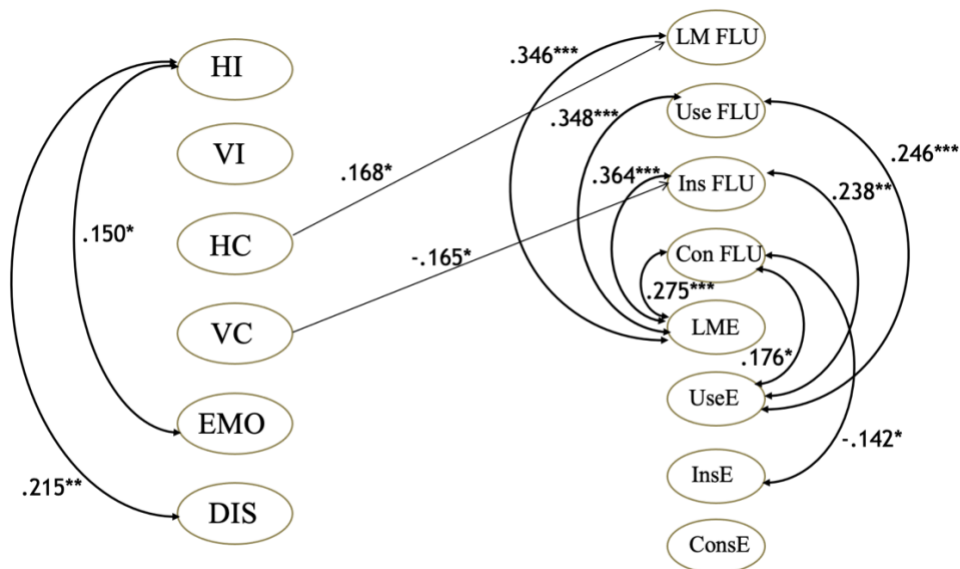 LM FLU
.346***
HI
Use FLU
.348***
.246***
VI
.168*
.364***
Ins FLU
.238**
.150*
HC
-.165*
Con FLU
.275***
VC
LME
.176*
UseE
EMO
-.142*
InsE
.215**
DIS
ConsE